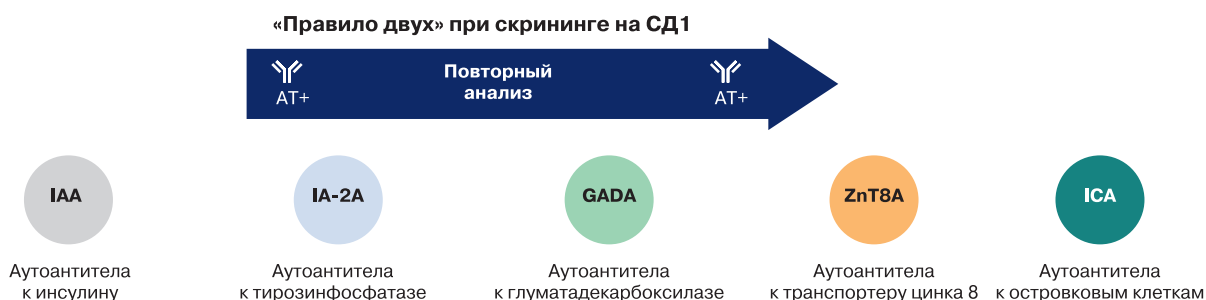 «Правило двух» при скрининге на СД1
Повторный
анализ
АТ+
АТ+
IAA
IA-2A
GADA
ZnT8A
ICA
Аутоантитела
к инсулину
Аутоантитела
к тирозинфосфатазе
Аутоантитела
к глуматадекарбоксилазе
Аутоантитела
к транспортеру цинка 8
Аутоантитела
к островковым клеткам